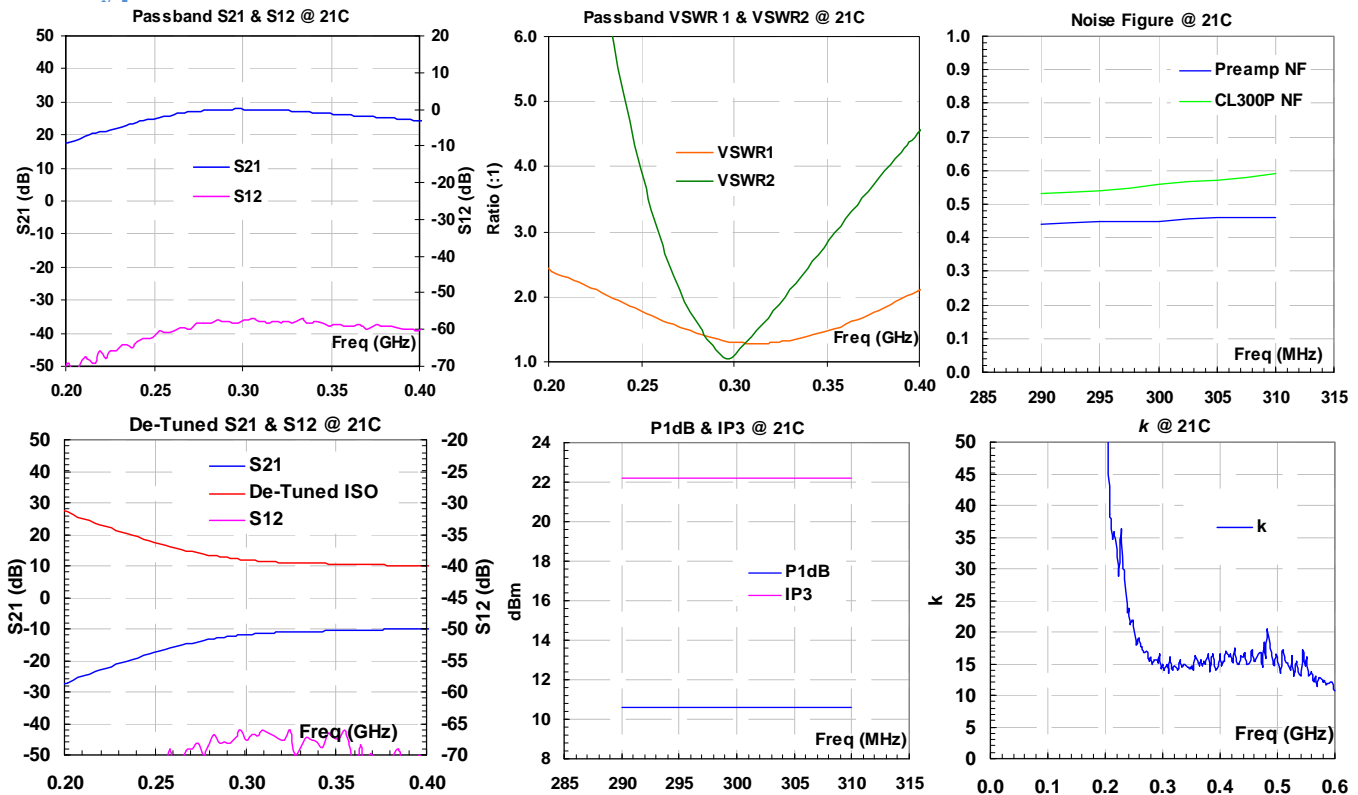 Passband S21 & S12 @ 21C
50
40
30
20
10
0
-10
-20
-30
-40
-50
S21 (dB)
20
10
0
-10
-20
-30
-40
-50
-60
-70
S12 (dB)
S21
S12
Freq (GHz)
0.20 0.25 0.30 0.35 0.40
Passband VSWR 1 & VSWR2 @ 21C
6.0
5.0
4.0
3.0
2.0
1.0
Ratio (:1)
VSWR1
VSWR2
Freq (GHz)
0.20 0.25 0.30 0.35 0.40
Noise Figure @ 21C
1.0
0.9
0.8
0.7
0.6
0.5
0.4
0.3
0.2
0.1
0.0
Preamp NF
CL300P NF
Freq (MHz)
285 290 295 300 305 310 315
De-Tuned S21 & S12 @ 21C
50
40
30
20
10
0
-10
-20
-30
-40
-50
S21 (dB)
-20
-25
-30
-35
-40
-45
-50
-55
-60
-65
-70
S12 (dB)
S21
De-Tuned ISO
S12
Freq (GHz)
0.20 0.25 0.30 0.35 0.40
P1dB & IP3 @ 21C
24
22
20
18
16
14
12
10
8
dBm
P1dB
IP3
Freq (MHz)
285 290 295 300 305 310 315
k @ 21C
50
45
40
35
30
25
20
15
10
5
0
k
k
Freq (GHz)
0.0 0.1 0.2 0.3 0.4 0.5 0.6